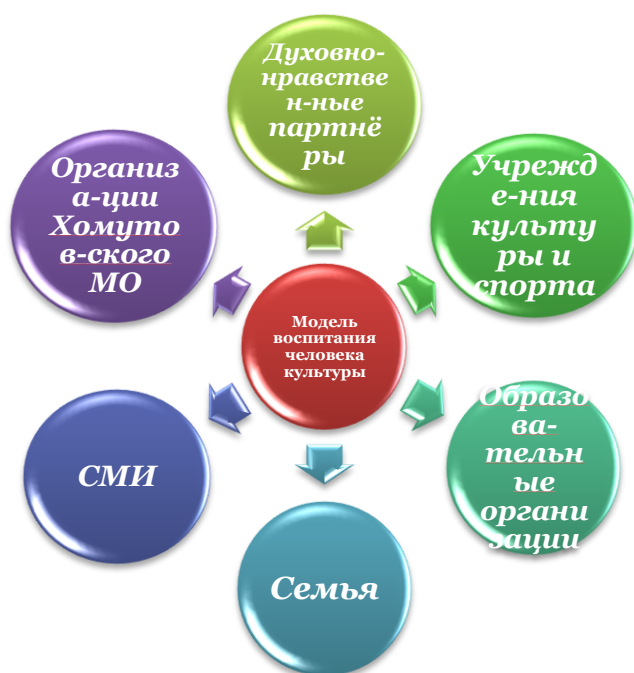 Духовно-
нравстве
н-ные
партнё
ры
Учрежд
е-ния
культу
ры и
спорта
Образо
ва-
тельн
ые
органи
зации
Семья
СМИ
Организ
а-ции
Хомуто
в-ского
МО
Модель
воспитания
человека
культуры